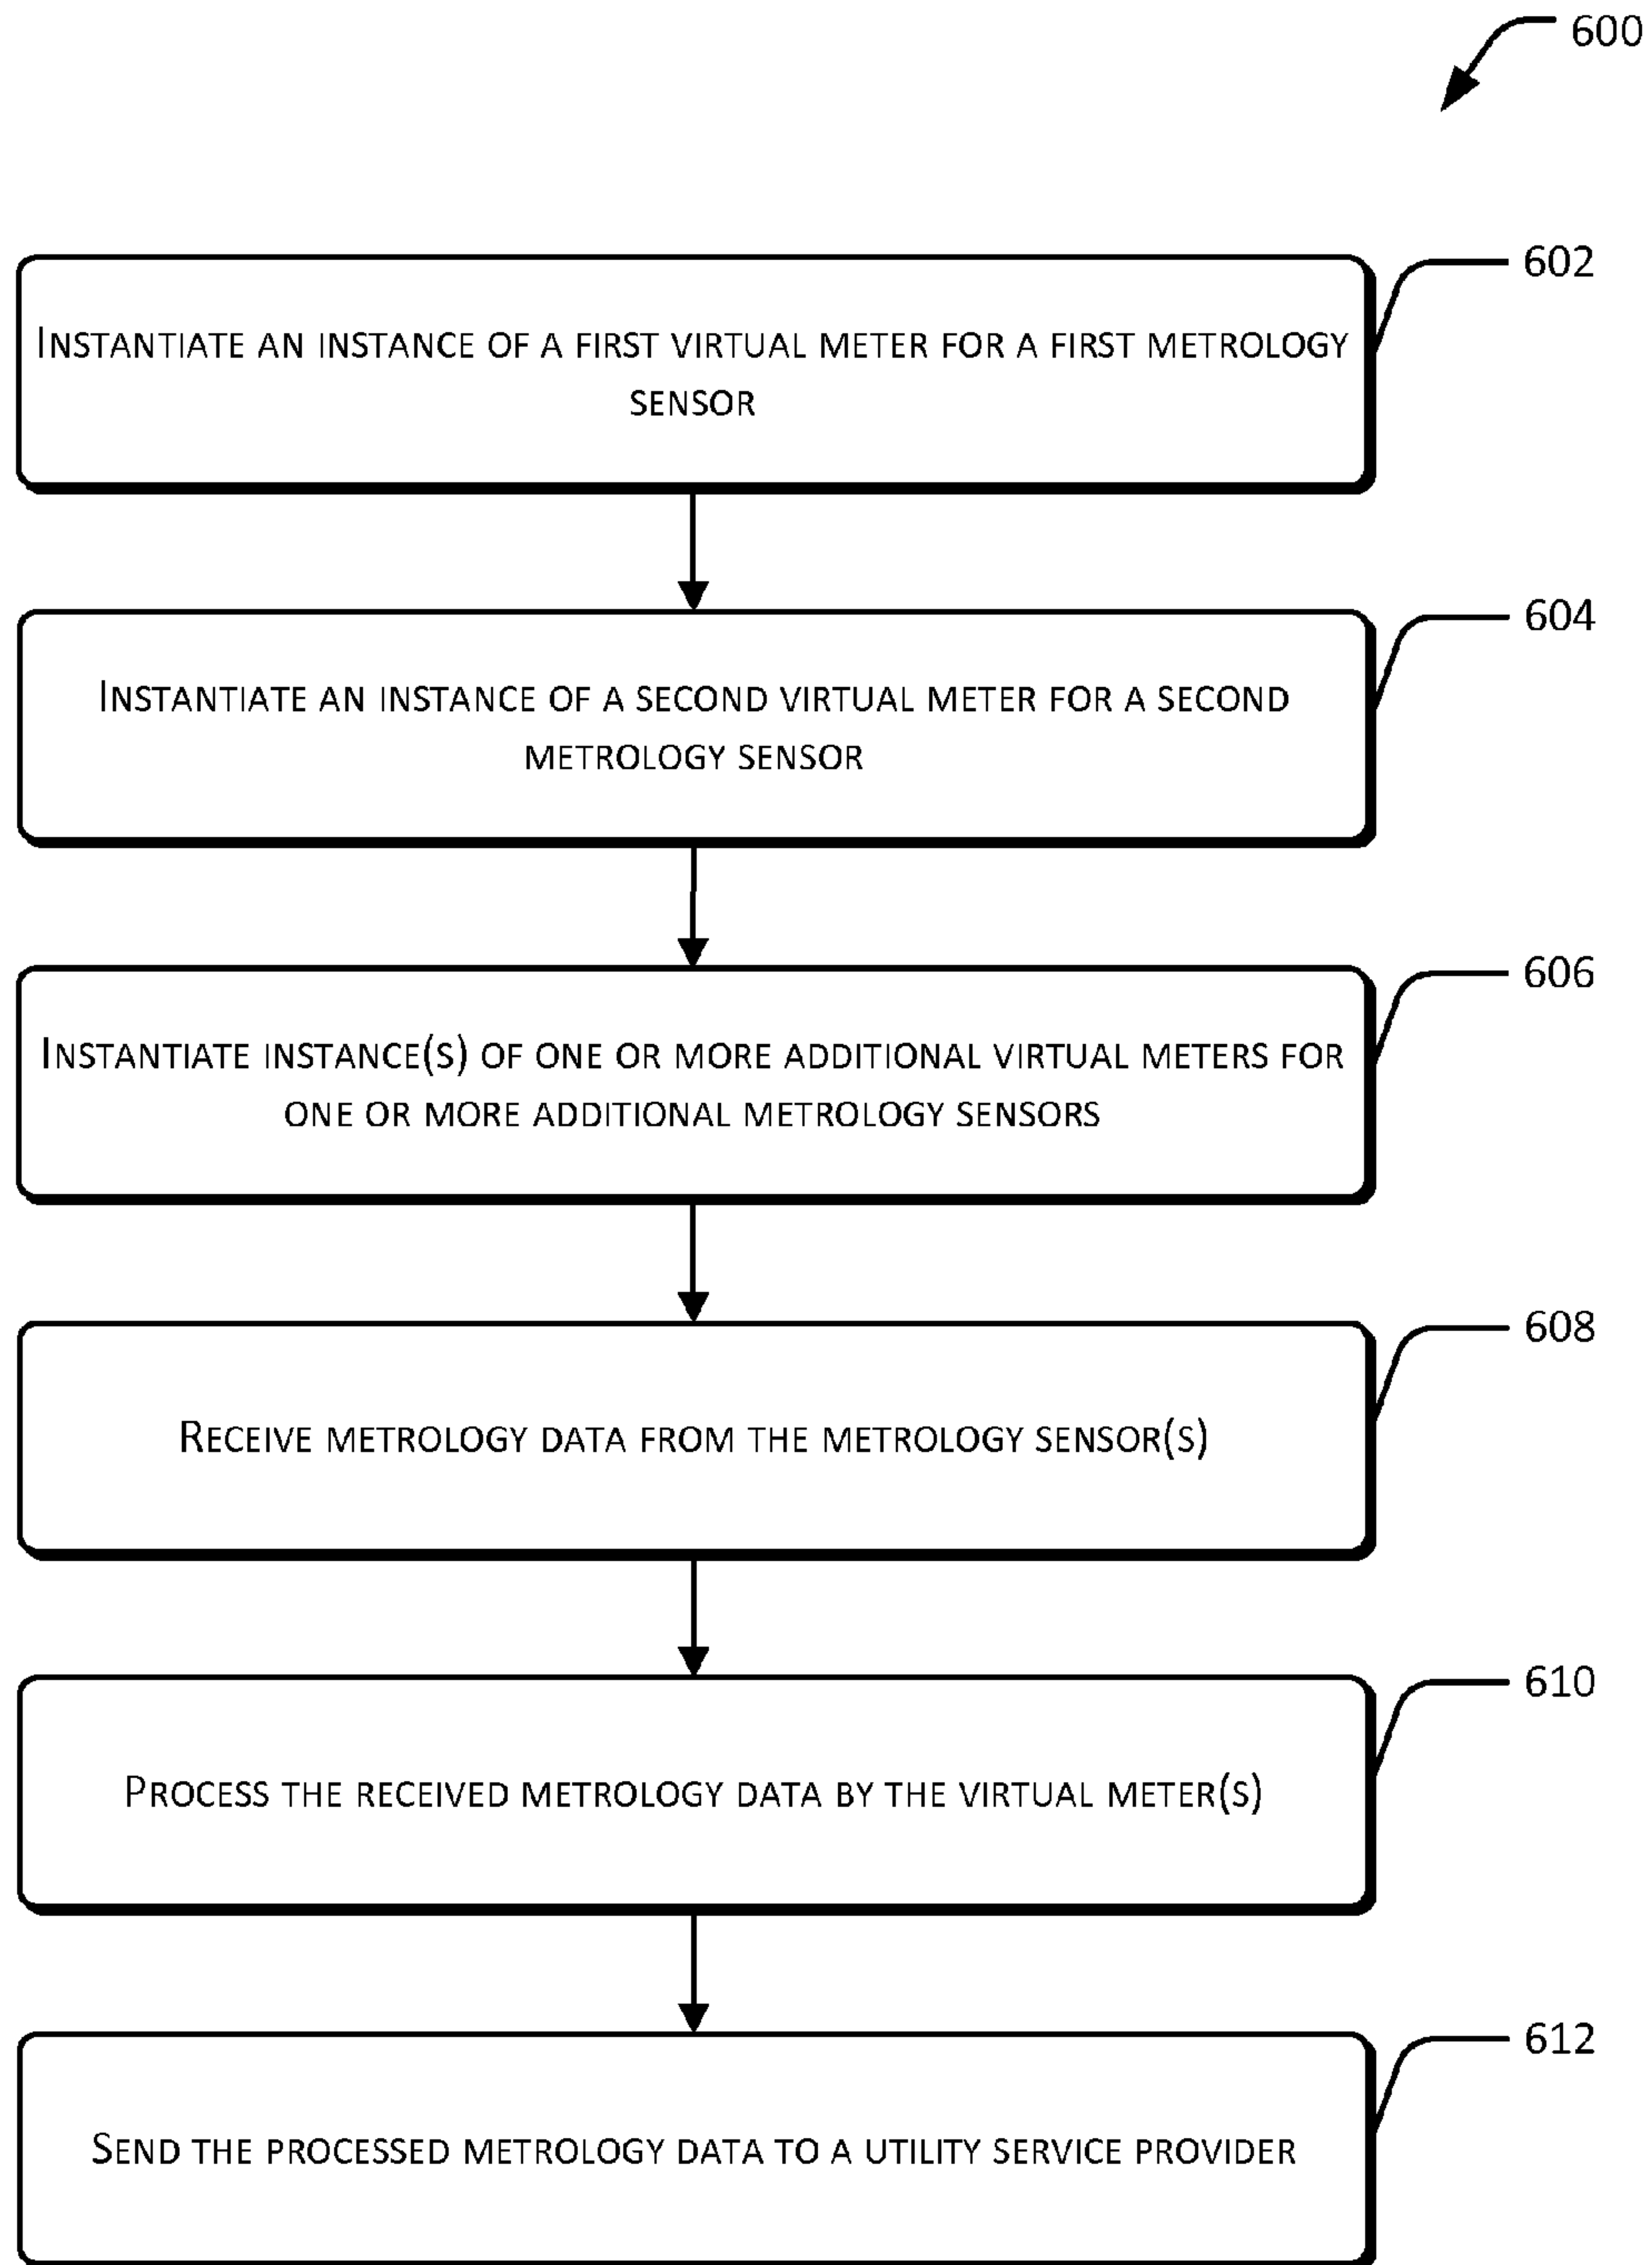 600
602
INSTANTIATE AN INSTANCE OF A FIRST VIRTUAL METER FOR A FIRST METROLOGY
SENSOR
604
INSTANTIATE AN INSTANCE OF A SECOND VIRTUAL METER FOR A SECOND
METROLOGY SENSOR
606
INSTANTIATE INSTANCE(S) OF ONE OR MORE ADDITIONAL VIRTUAL METERS FOR
ONE OR MORE ADDITIONAL METROLOGY SENSORS
608
RECEIVE METROLOGY DATA FROM THE METROLOGY SENSOR(S)
610
PROCESS THE RECEIVED METROLOGY DATA BY THE VIRTUAL METER(S)
612
SEND THE PROCESSED METROLOGY DATA TO A UTILITY SERVICE PROVIDER